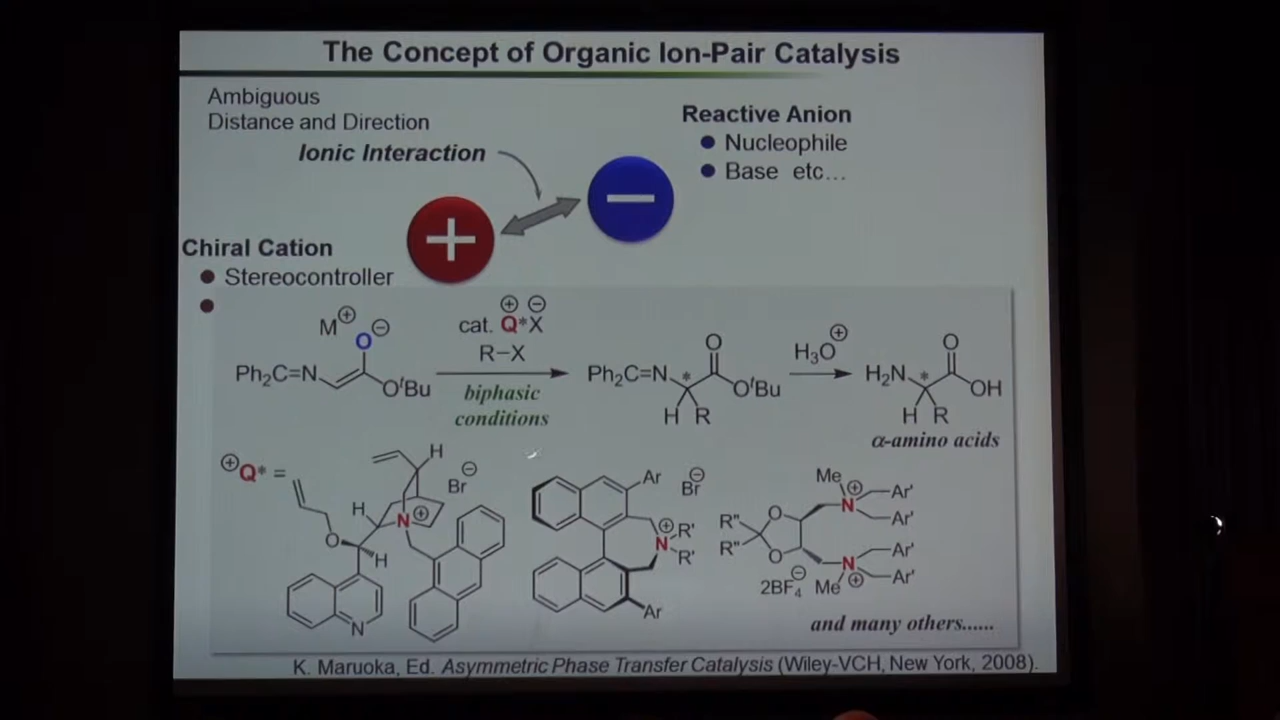 The Concept of Organic Ion-Pair Catalysis
Ambiguous
Distance and Direction
Ionic Interaction
Reactive Anion
● Nucleophile
● Base etc…
+
−
Chiral Cation
● Stereocontroller
●
M⊕
O⊖
Ph₂C=N
OᵗBu
cat. Q*X
⊕ ⊖
R−X
biphasic
conditions
Ph₂C=N
*
O
OᵗBu
H R
H₃O⊕
H₂N
*
O
OH
H R
α-amino acids
⊕Q* =
H
Br⊖
H
N⊕
O
H
N
Ar
Br⊖
N⊕
R'
R'
Ar
R"
R"
O
O
Me
N⊕
Ar'
Ar'
Me
N⊕
Ar'
Ar'
2BF₄⊖
and many others......
K. Maruoka, Ed. Asymmetric Phase Transfer Catalysis (Wiley-VCH, New York, 2008).